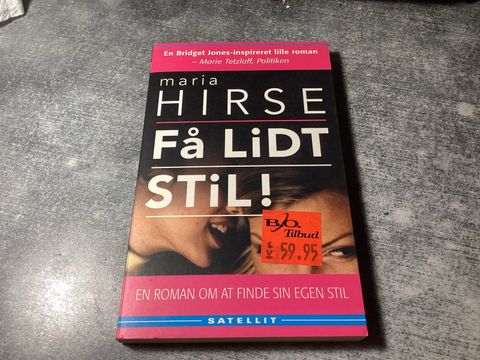 En Bridget Jones-inspireret lille roman
~ Marie Tetzlaff, Politiken
maria
HIRSE
Få LiDT
STiL!
B.O.
Tilbud
59.95
EN ROMAN OM AT FINDE SIN EGEN STIL
SATELLIT